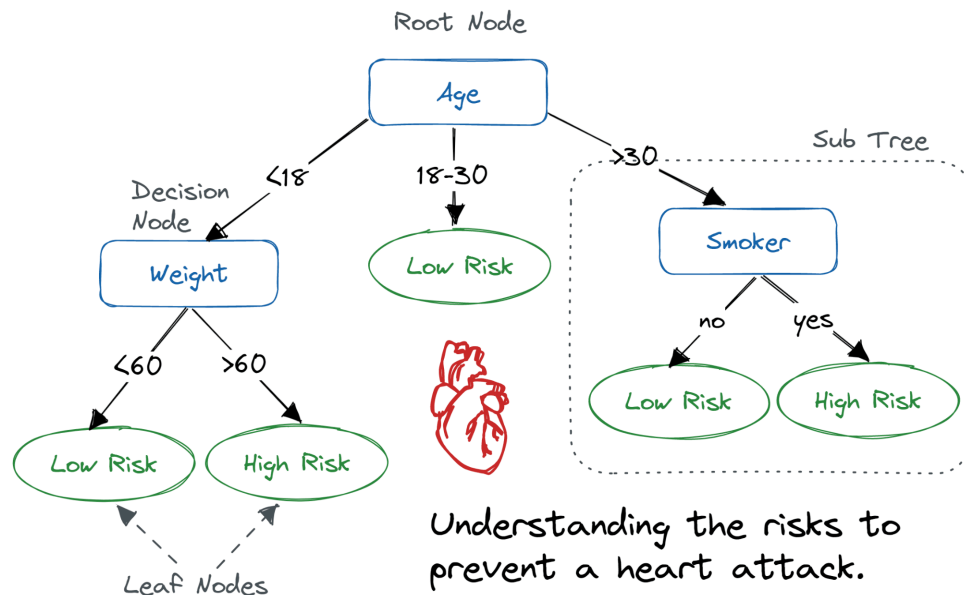 Root Node
Age
Sub Tree
<18
18-30
>30
Decision
Node
Weight
Low Risk
Smoker
<60
>60
no
yes
Low Risk
High Risk
Low Risk
High Risk
Leaf Nodes
Understanding the risks to
prevent a heart attack.